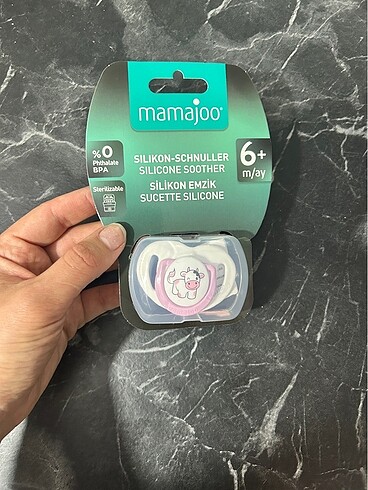 mamajoo®
%0
Phthalate
BPA
Sterilizable
SILIKON-SCHNULLER
SILICONE SOOTHER
SİLİKON EMZİK
SUCETTE SILICONE
6+
m/ay